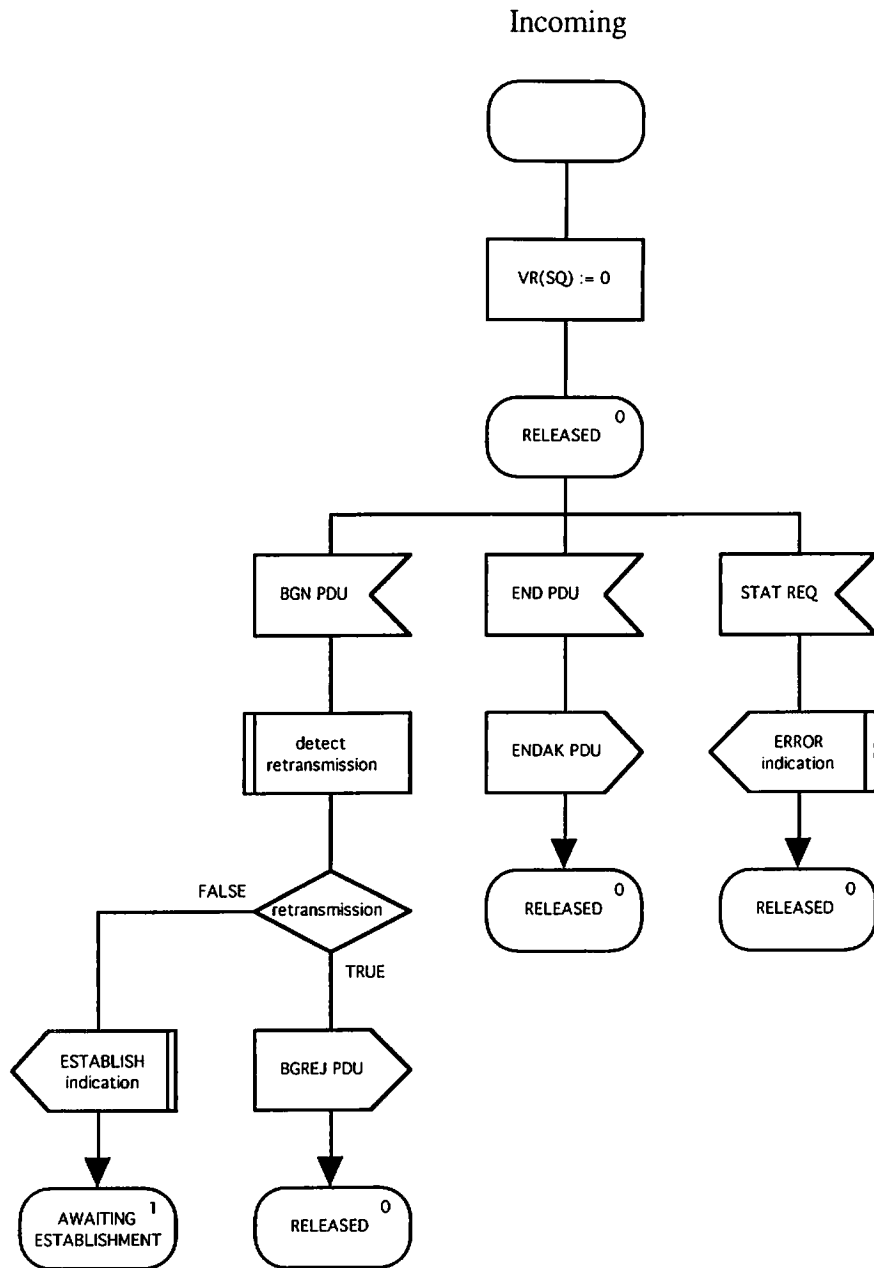 Incoming
VR(SQ) := 0
RELEASED 0
BGN PDU
END PDU
STAT REQ
detect
retransmission
ENDAK PDU
ERROR
indication
FALSE
retransmission
RELEASED 0
RELEASED 0
TRUE
ESTABLISH
indication
BGREJ PDU
AWAITING 1
ESTABLISHMENT
RELEASED 0